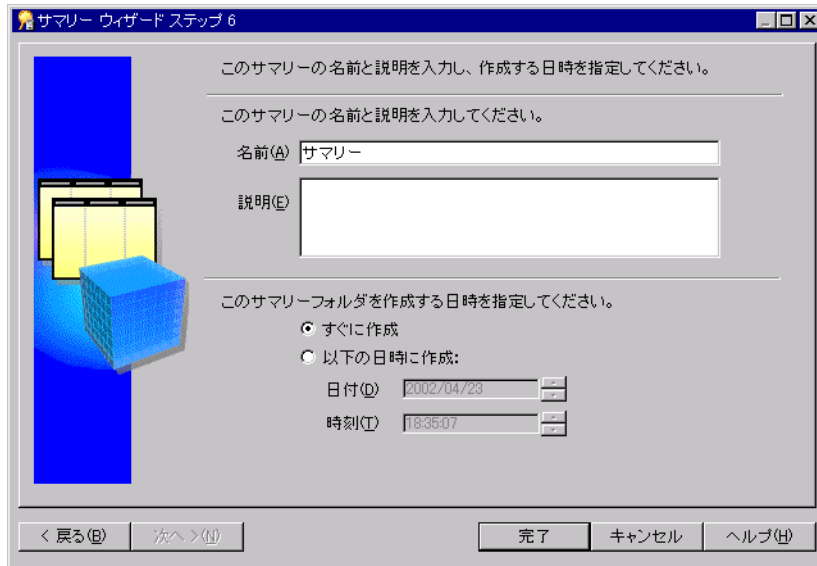 サマリー ウィザード ステップ 6
このサマリーの名前と説明を入力し、作成する日時を指定してください。
このサマリーの名前と説明を入力してください。
名前(A) サマリー
説明(E)
このサマリーフォルダを作成する日時を指定してください。
すぐに作成
以下の日時に作成:
日付(D) 2002/04/23
時刻(T) 18:35:07
< 戻る(B) 次へ >(N) 完了 キャンセル ヘルプ(H)